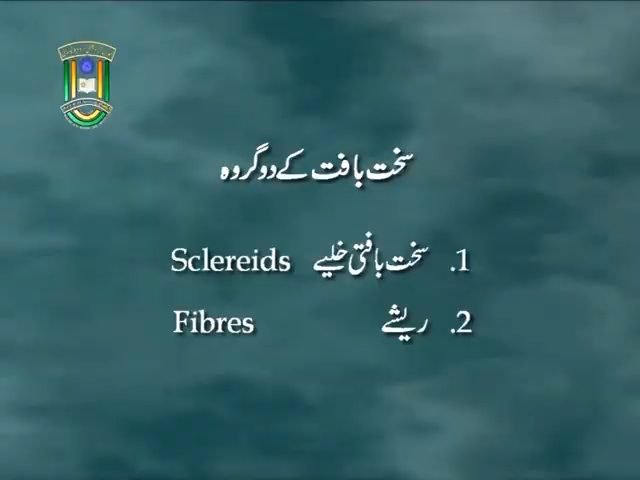 سخت بافت کے دو گروہ
1. سخت بافتی خلیے Sclereids
2. ریشے Fibres